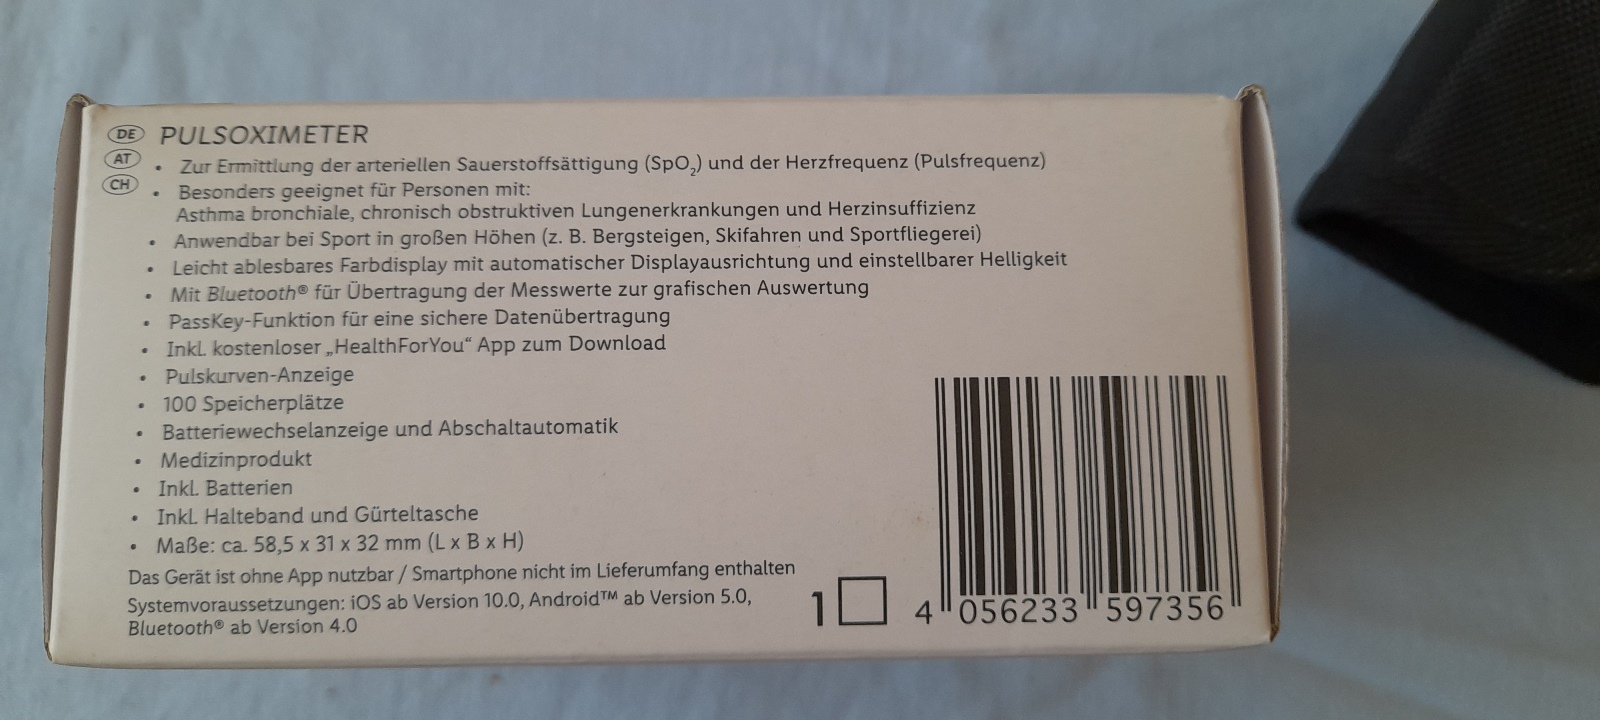 DE PULSOXIMETER
AT
CH
• Zur Ermittlung der arteriellen Sauerstoffsättigung (SpO₂) und der Herzfrequenz (Pulsfrequenz)
• Besonders geeignet für Personen mit:
Asthma bronchiale, chronisch obstruktiven Lungenerkrankungen und Herzinsuffizienz
• Anwendbar bei Sport in großen Höhen (z. B. Bergsteigen, Skifahren und Sportfliegerei)
• Leicht ablesbares Farbdisplay mit automatischer Displayausrichtung und einstellbarer Helligkeit
• Mit Bluetooth® für Übertragung der Messwerte zur grafischen Auswertung
• PassKey-Funktion für eine sichere Datenübertragung
• Inkl. kostenloser „HealthForYou“ App zum Download
• Pulskurven-Anzeige
• 100 Speicherplätze
• Batteriewechselanzeige und Abschaltautomatik
• Medizinprodukt
• Inkl. Batterien
• Inkl. Halteband und Gürteltasche
• Maße: ca. 58,5 x 31 x 32 mm (L x B x H)
Das Gerät ist ohne App nutzbar / Smartphone nicht im Lieferumfang enthalten
Systemvoraussetzungen: iOS ab Version 10.0, Android™ ab Version 5.0,
Bluetooth® ab Version 4.0
1
4 056233 597356